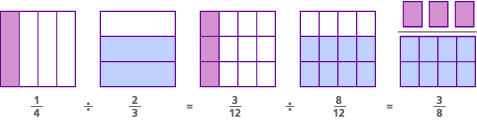 1/4 ÷ 2/3 = 3/12 ÷ 8/12 = 3/8